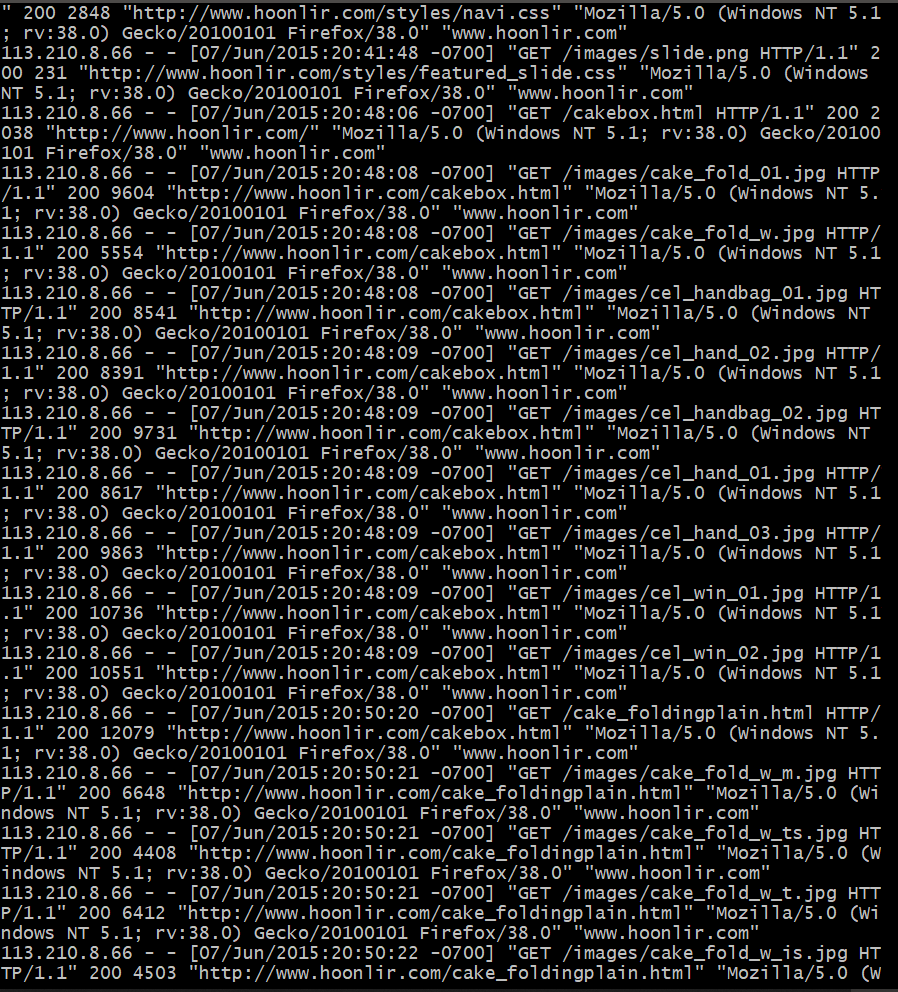 " 200 2848 "http://www.hoonlir.com/styles/navi.css" "Mozilla/5.0 (Windows NT 5.1
; rv:38.0) Gecko/20100101 Firefox/38.0" "www.hoonlir.com"
113.210.8.66 - - [07/Jun/2015:20:41:48 -0700] "GET /images/slide.png HTTP/1.1" 2
00 231 "http://www.hoonlir.com/styles/featured_slide.css" "Mozilla/5.0 (Windows
NT 5.1; rv:38.0) Gecko/20100101 Firefox/38.0" "www.hoonlir.com"
113.210.8.66 - - [07/Jun/2015:20:48:06 -0700] "GET /cakebox.html HTTP/1.1" 200 2
038 "http://www.hoonlir.com/" "Mozilla/5.0 (Windows NT 5.1; rv:38.0) Gecko/20100
101 Firefox/38.0" "www.hoonlir.com"
113.210.8.66 - - [07/Jun/2015:20:48:08 -0700] "GET /images/cake_fold_01.jpg HTTP
/1.1" 200 9604 "http://www.hoonlir.com/cakebox.html" "Mozilla/5.0 (Windows NT 5.
1; rv:38.0) Gecko/20100101 Firefox/38.0" "www.hoonlir.com"
113.210.8.66 - - [07/Jun/2015:20:48:08 -0700] "GET /images/cake_fold_w.jpg HTTP/
1.1" 200 5554 "http://www.hoonlir.com/cakebox.html" "Mozilla/5.0 (Windows NT 5.1
; rv:38.0) Gecko/20100101 Firefox/38.0" "www.hoonlir.com"
113.210.8.66 - - [07/Jun/2015:20:48:08 -0700] "GET /images/cel_handbag_01.jpg HT
TP/1.1" 200 8541 "http://www.hoonlir.com/cakebox.html" "Mozilla/5.0 (Windows NT
5.1; rv:38.0) Gecko/20100101 Firefox/38.0" "www.hoonlir.com"
113.210.8.66 - - [07/Jun/2015:20:48:09 -0700] "GET /images/cel_hand_02.jpg HTTP/
1.1" 200 8391 "http://www.hoonlir.com/cakebox.html" "Mozilla/5.0 (Windows NT 5.1
; rv:38.0) Gecko/20100101 Firefox/38.0" "www.hoonlir.com"
113.210.8.66 - - [07/Jun/2015:20:48:09 -0700] "GET /images/cel_handbag_02.jpg HT
TP/1.1" 200 9731 "http://www.hoonlir.com/cakebox.html" "Mozilla/5.0 (Windows NT
5.1; rv:38.0) Gecko/20100101 Firefox/38.0" "www.hoonlir.com"
113.210.8.66 - - [07/Jun/2015:20:48:09 -0700] "GET /images/cel_hand_01.jpg HTTP/
1.1" 200 8617 "http://www.hoonlir.com/cakebox.html" "Mozilla/5.0 (Windows NT 5.1
; rv:38.0) Gecko/20100101 Firefox/38.0" "www.hoonlir.com"
113.210.8.66 - - [07/Jun/2015:20:48:09 -0700] "GET /images/cel_hand_03.jpg HTTP/
1.1" 200 9863 "http://www.hoonlir.com/cakebox.html" "Mozilla/5.0 (Windows NT 5.1
; rv:38.0) Gecko/20100101 Firefox/38.0" "www.hoonlir.com"
113.210.8.66 - - [07/Jun/2015:20:48:09 -0700] "GET /images/cel_win_01.jpg HTTP/1
.1" 200 10736 "http://www.hoonlir.com/cakebox.html" "Mozilla/5.0 (Windows NT 5.1
; rv:38.0) Gecko/20100101 Firefox/38.0" "www.hoonlir.com"
113.210.8.66 - - [07/Jun/2015:20:48:09 -0700] "GET /images/cel_win_02.jpg HTTP/1
.1" 200 10551 "http://www.hoonlir.com/cakebox.html" "Mozilla/5.0 (Windows NT 5.1
; rv:38.0) Gecko/20100101 Firefox/38.0" "www.hoonlir.com"
113.210.8.66 - - [07/Jun/2015:20:50:20 -0700] "GET /cake_foldingplain.html HTTP/
1.1" 200 12079 "http://www.hoonlir.com/cakebox.html" "Mozilla/5.0 (Windows NT 5.
1; rv:38.0) Gecko/20100101 Firefox/38.0" "www.hoonlir.com"
113.210.8.66 - - [07/Jun/2015:20:50:21 -0700] "GET /images/cake_fold_w_m.jpg HTT
P/1.1" 200 6648 "http://www.hoonlir.com/cake_foldingplain.html" "Mozilla/5.0 (Wi
ndows NT 5.1; rv:38.0) Gecko/20100101 Firefox/38.0" "www.hoonlir.com"
113.210.8.66 - - [07/Jun/2015:20:50:21 -0700] "GET /images/cake_fold_w_ts.jpg HT
TP/1.1" 200 4408 "http://www.hoonlir.com/cake_foldingplain.html" "Mozilla/5.0 (W
indows NT 5.1; rv:38.0) Gecko/20100101 Firefox/38.0" "www.hoonlir.com"
113.210.8.66 - - [07/Jun/2015:20:50:21 -0700] "GET /images/cake_fold_w_t.jpg HTT
P/1.1" 200 6412 "http://www.hoonlir.com/cake_foldingplain.html" "Mozilla/5.0 (Wi
ndows NT 5.1; rv:38.0) Gecko/20100101 Firefox/38.0" "www.hoonlir.com"
113.210.8.66 - - [07/Jun/2015:20:50:22 -0700] "GET /images/cake_fold_w_is.jpg HT
TP/1.1" 200 4503 "http://www.hoonlir.com/cake_foldingplain.html" "Mozilla/5.0 (W